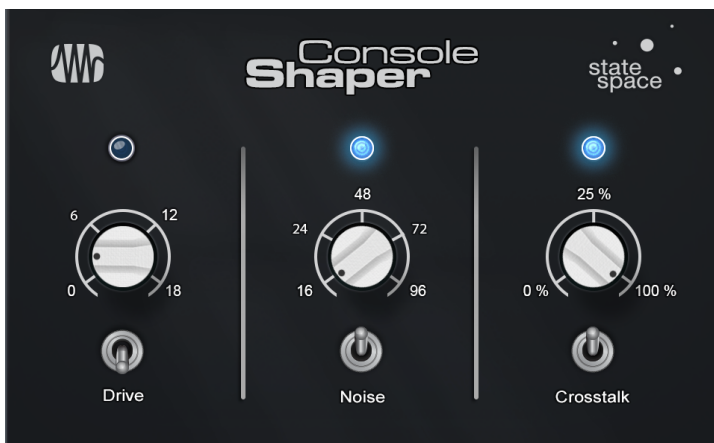 Console
Shaper
state
space
6
12
0
18
Drive
48
24
72
16
96
Noise
25 %
0 %
100 %
Crosstalk